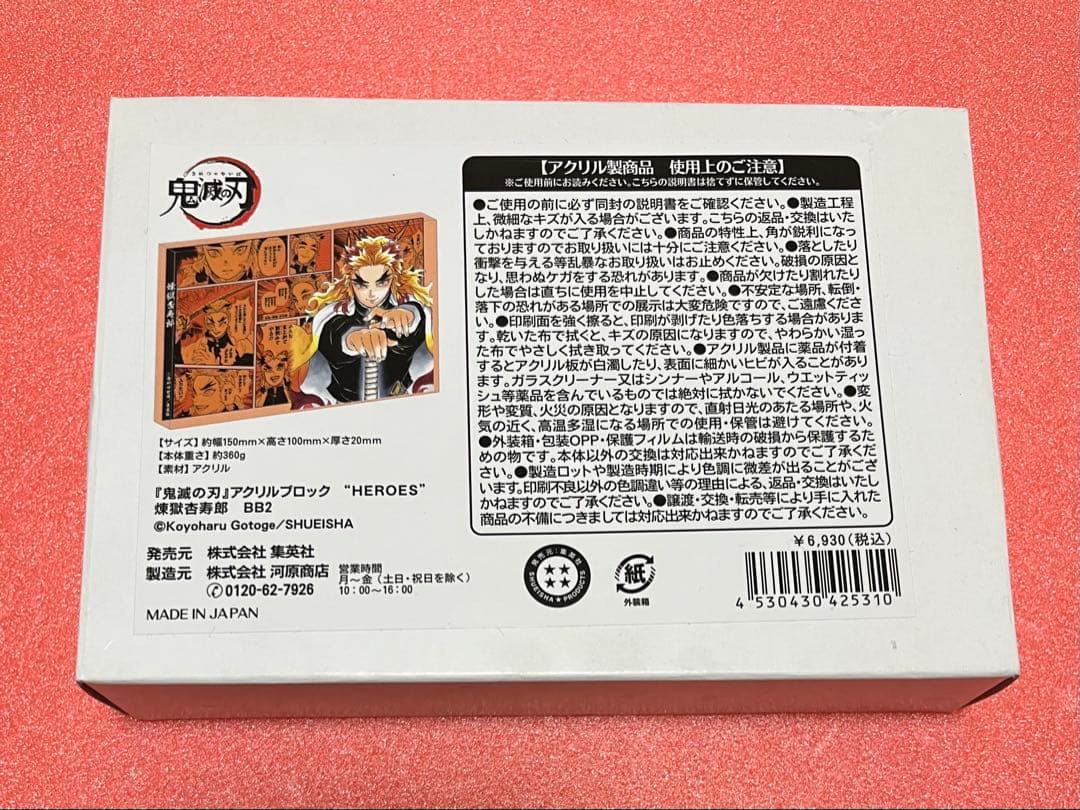 きめつのやいば
鬼滅の刃
煉獄杏寿郎
【サイズ】約幅150mm×高さ100mm×厚さ20mm
【本体重さ】約360g
【素材】アクリル
『鬼滅の刃』アクリルブロック “HEROES”
煉獄杏寿郎 BB2
©Koyoharu Gotoge／SHUEISHA
発売元 株式会社 集英社
製造元 株式会社 河原商店
0120-62-7926
営業時間
月〜金（土日・祝日を除く）
10：00〜16：00
MADE IN JAPAN
【アクリル製商品 使用上のご注意】
※ご使用前にお読みください。こちらの説明書は捨てずに保管してください。
●ご使用の前に必ず同封の説明書をご確認ください。●製造工程
上、微細なキズが入る場合がございます。こちらの返品・交換はいた
しかねますのでご了承ください。●商品の特性上、角が鋭利になっ
ておりますのでお取り扱いには十分にご注意ください。●落としたり
衝撃を与える等乱暴なお取り扱いはお止めください。破損の原因と
なり、思わぬケガをする恐れがあります。●商品が欠けたり割れたり
した場合は直ちに使用を中止してください。●不安定な場所、転倒・
落下の恐れがある場所での展示は大変危険ですので、ご遠慮くださ
い。●印刷面を強く擦ると、印刷が剥げたり色落ちする場合がありま
す。乾いた布で拭くと、キズの原因になりますので、やわらかい湿っ
た布でやさしく拭き取ってください。●アクリル製品に薬品が付着
するとアクリル板が白濁したり、表面に細かいヒビが入ることがあり
ます。ガラスクリーナー又はシンナーやアルコール、ウエットティッ
シュ等薬品を含んでいるものでは絶対に拭かないでください。●変
形や変質、火災の原因となりますので、直射日光のあたる場所や、火
気の近く、高温多湿になる場所での使用・保管は避けてください。
●外装箱・包装OPP・保護フィルムは輸送時の破損から保護するた
めの物です。本体以外の交換は対応出来かねますのでご了承くださ
い。●製造ロットや製造時期により色調に微差が出ることがござい
ます。印刷不良以外の色調違い等の理由による、返品・交換はいたし
かねますのでご了承ください。●譲渡・交換・転売等により手に入れた
商品の不備につきましては対応出来かねますのでご了承ください。
￥6,930(税込)
発売元：集英社
SHUEISHA★PRODUCTS
紙
外装箱
4 530430 425310